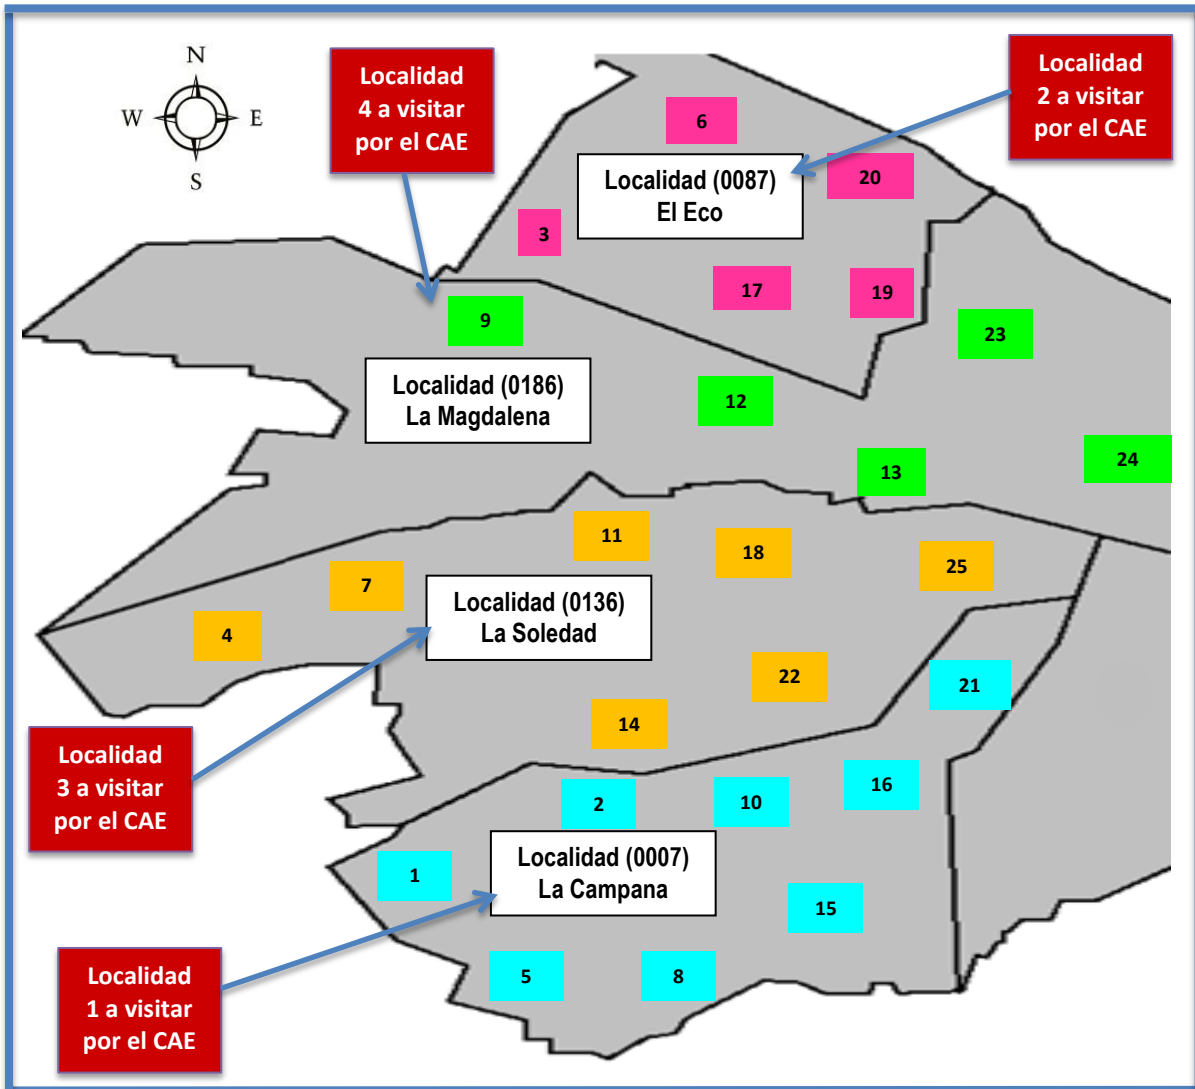 N
W
E
S
Localidad
4 a visitar
por el CAE
Localidad
2 a visitar
por el CAE
6
Localidad (0087)
El Eco
20
3
17
19
9
23
Localidad (0186)
La Magdalena
12
13
24
11
18
25
7
Localidad (0136)
La Soledad
4
22
21
14
Localidad
3 a visitar
por el CAE
2
10
16
Localidad (0007)
La Campana
1
15
5
8
Localidad
1 a visitar
por el CAE